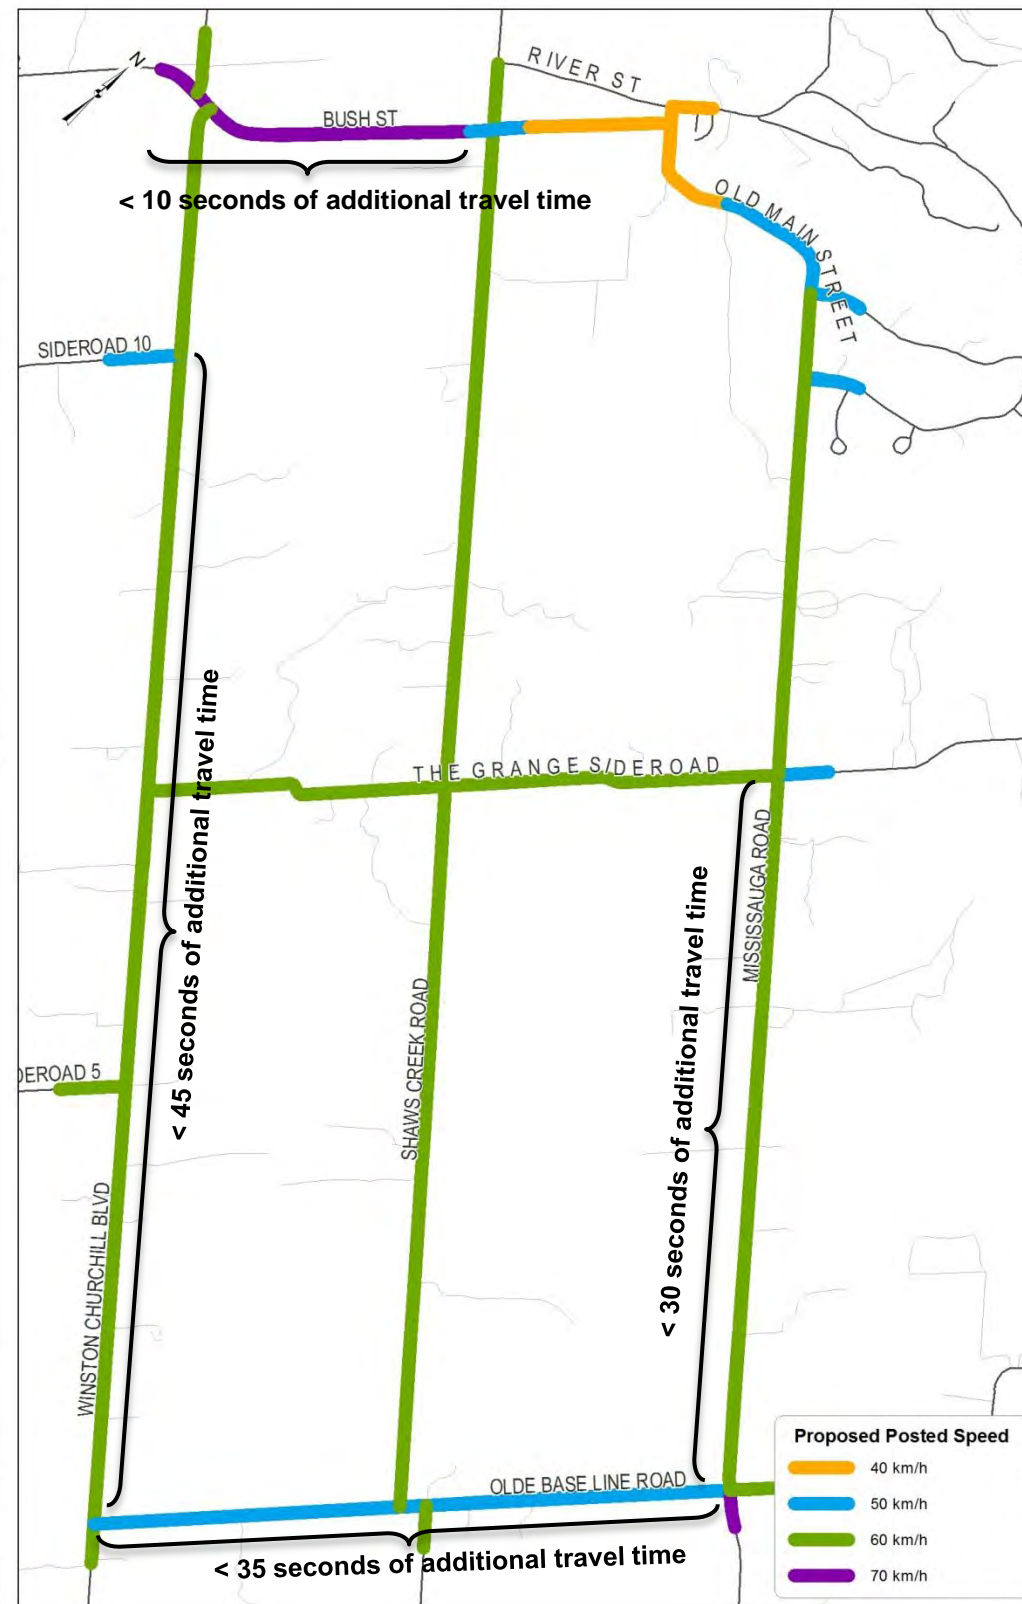 N
RIVER ST
BUSH ST
< 10 seconds of additional travel time
OLD MAIN STREET
SIDEROAD 10
< 45 seconds of additional travel time
THE GRANGE SIDEROAD
MISSISSAUGA ROAD
< 30 seconds of additional travel time
SHAWS CREEK ROAD
DEROAD 5
WINSTON CHURCHILL BLVD
OLDE BASE LINE ROAD
< 35 seconds of additional travel time
Proposed Posted Speed
40 km/h
50 km/h
60 km/h
70 km/h